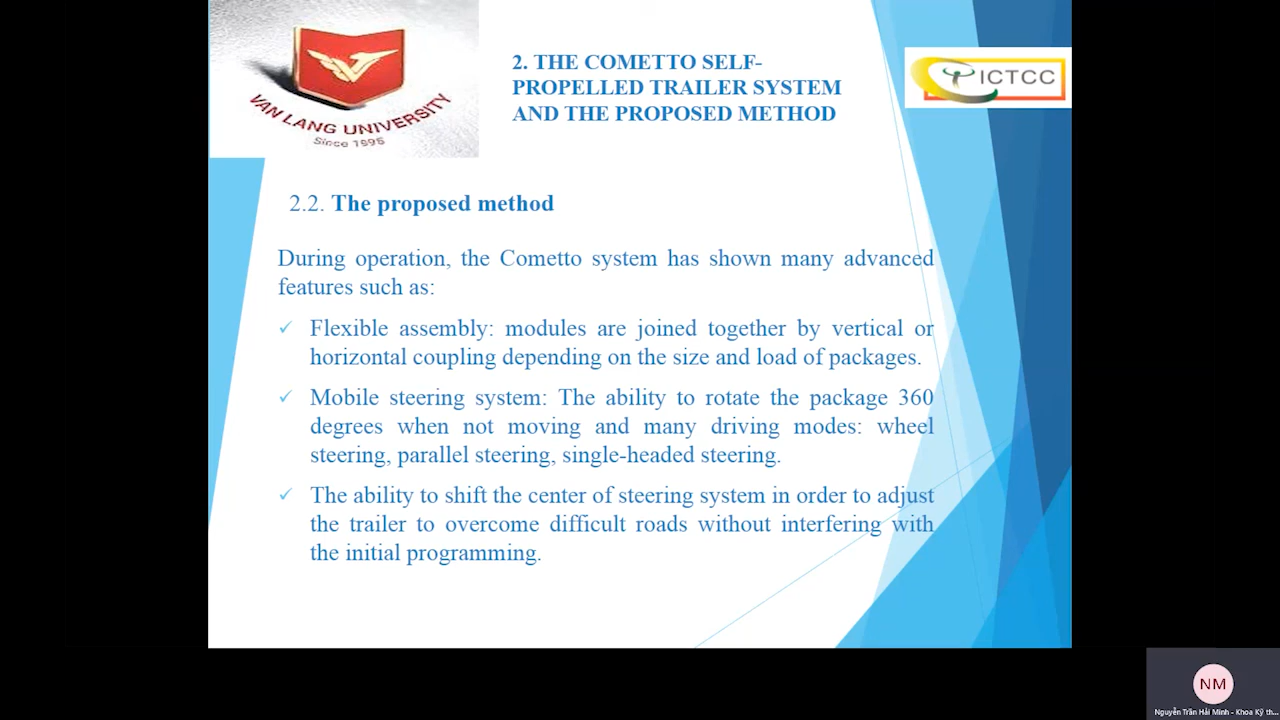 VAN LANG UNIVERSITY
Since 1995
2. THE COMETTO SELF-
PROPELLED TRAILER SYSTEM
AND THE PROPOSED METHOD
ICTCC
2.2. The proposed method
During operation, the Cometto system has shown many advanced
features such as:
✓ Flexible assembly: modules are joined together by vertical or
horizontal coupling depending on the size and load of packages.
✓ Mobile steering system: The ability to rotate the package 360
degrees when not moving and many driving modes: wheel
steering, parallel steering, single-headed steering.
✓ The ability to shift the center of steering system in order to adjust
the trailer to overcome difficult roads without interfering with
the initial programming.
NM
Nguyễn Trần Hải Minh - Khoa Kỹ th...